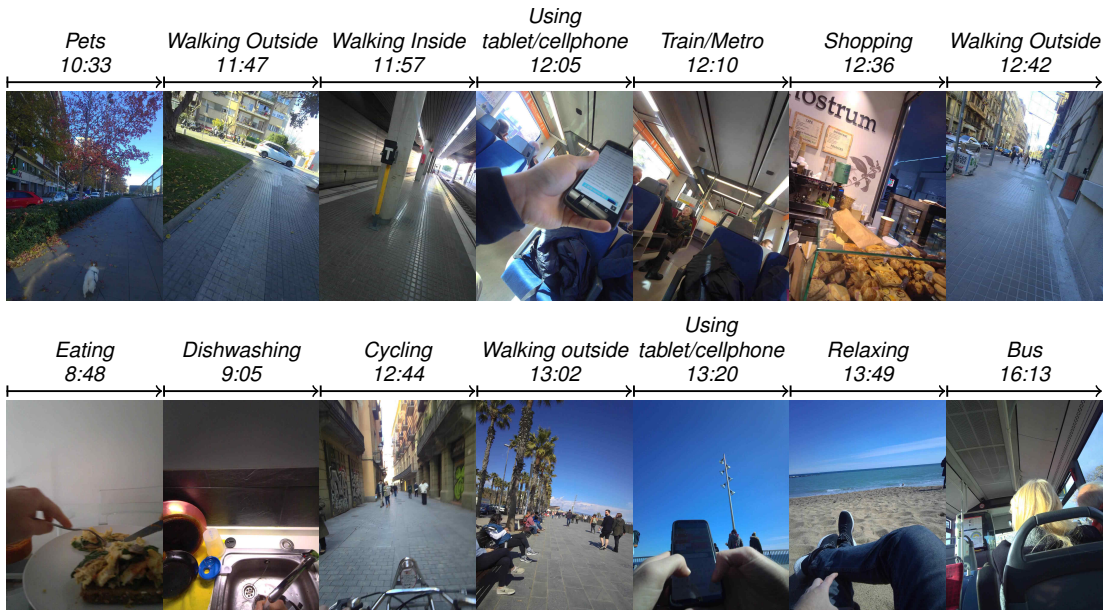 Pets
10:33
Walking Outside
11:47
Walking Inside
11:57
Using
tablet/cellphone
12:05
Train/Metro
12:10
Shopping
12:36
Walking Outside
12:42
nostrum
Eating
8:48
Dishwashing
9:05
Cycling
12:44
Walking outside
13:02
Using
tablet/cellphone
13:20
Relaxing
13:49
Bus
16:13